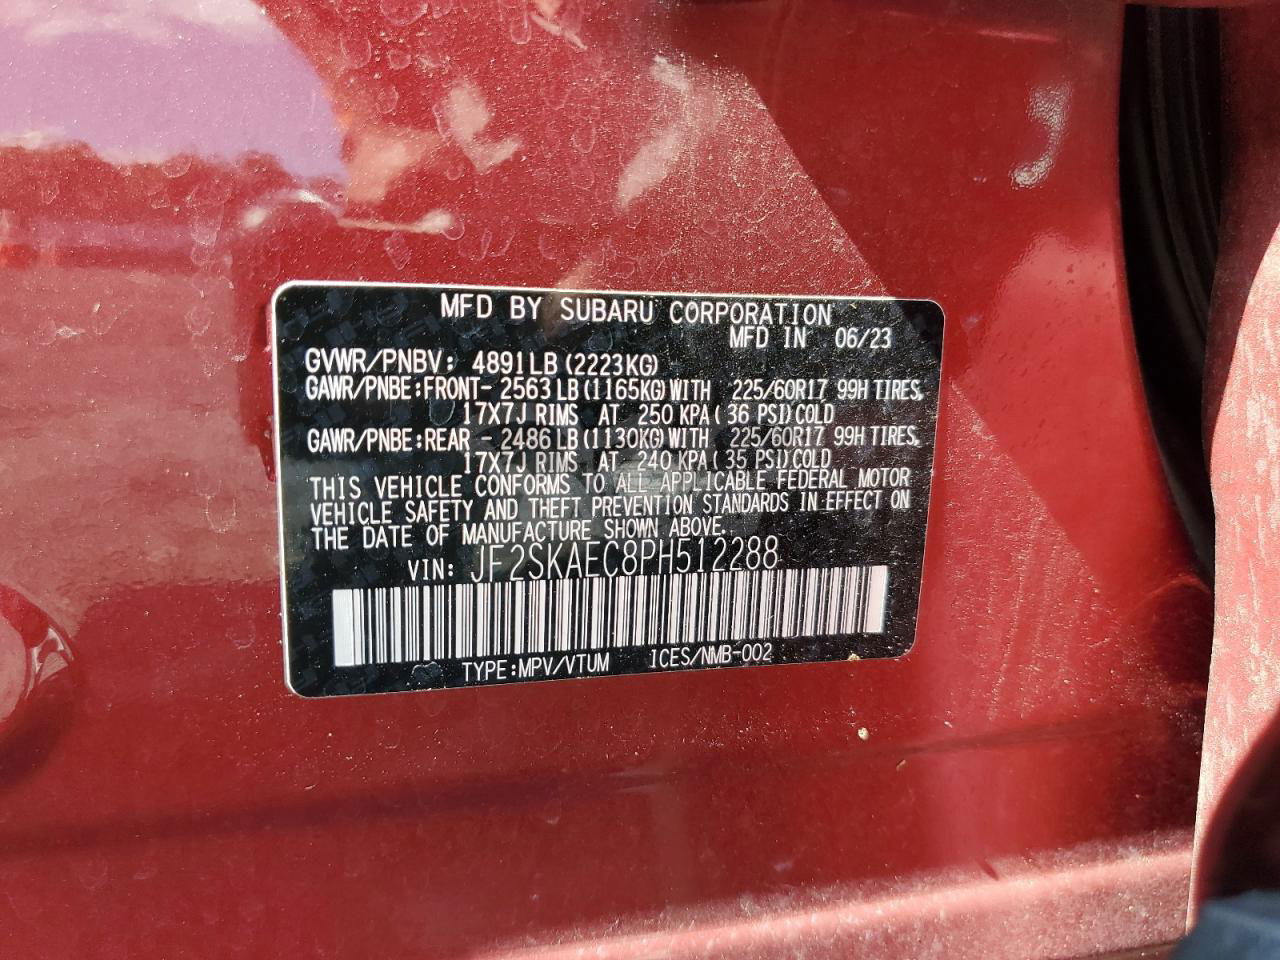 MFD BY SUBARU CORPORATION
MFD IN 06/23
GVWR/PNBV: 4891LB (2223KG)
GAWR/PNBE:FRONT- 2563 LB (1165KG) WITH 225/60R17 99H TIRES,
17X7J RIMS AT 250 KPA( 36 PSI) COLD
GAWR/PNBE:REAR - 2486 LB (1130KG) WITH 225/60R17 99H TIRES,
17X7J RIMS AT 240 KPA( 35 PSI) COLD
THIS VEHICLE CONFORMS TO ALL APPLICABLE FEDERAL MOTOR
VEHICLE SAFETY AND THEFT PREVENTION STANDARDS IN EFFECT ON
THE DATE OF MANUFACTURE SHOWN ABOVE.
VIN: JF2SKAEC8PH512288
TYPE:MPV/VTUM ICES/NMB-002